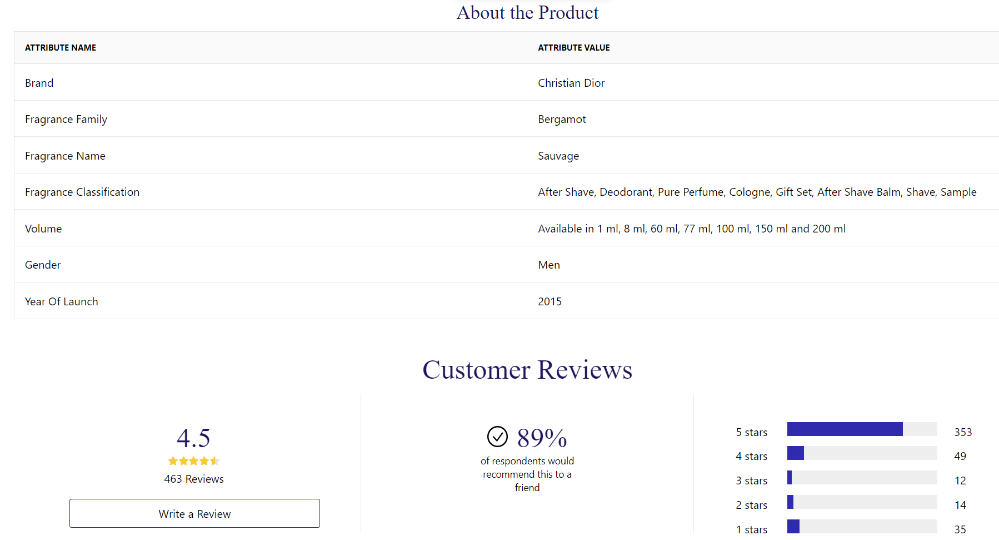 About the Product
ATTRIBUTE NAME ATTRIBUTE VALUE
Brand Christian Dior
Fragrance Family Bergamot
Fragrance Name Sauvage
Fragrance Classification After Shave, Deodorant, Pure Perfume, Cologne, Gift Set, After Shave Balm, Shave, Sample
Volume Available in 1 ml, 8 ml, 60 ml, 77 ml, 100 ml, 150 ml and 200 ml
Gender Men
Year Of Launch 2015
Customer Reviews
4.5
463 Reviews
Write a Review
89%
of respondents would
recommend this to a
friend
5 stars 353
4 stars 49
3 stars 12
2 stars 14
1 stars 35